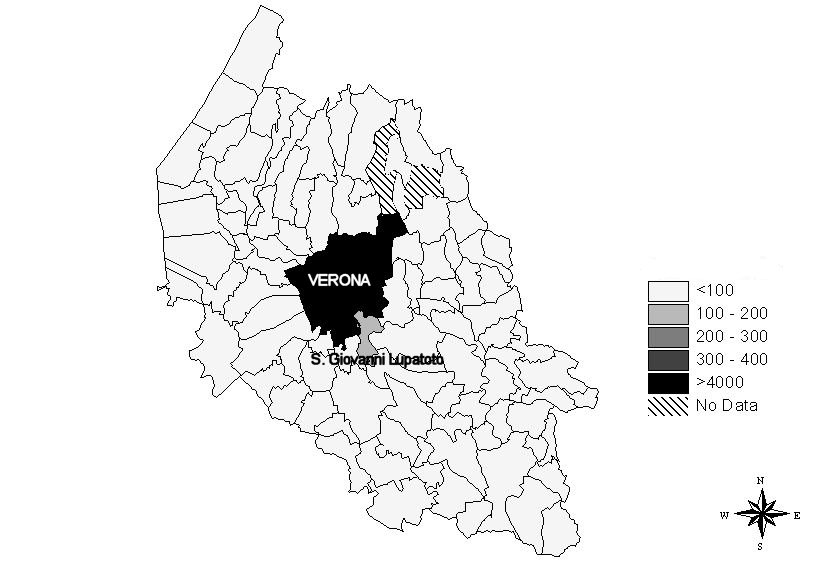 VERONA
S. Giovanni Lupatoto
<100
100 - 200
200 - 300
300 - 400
>4000
No Data
N
W E
S